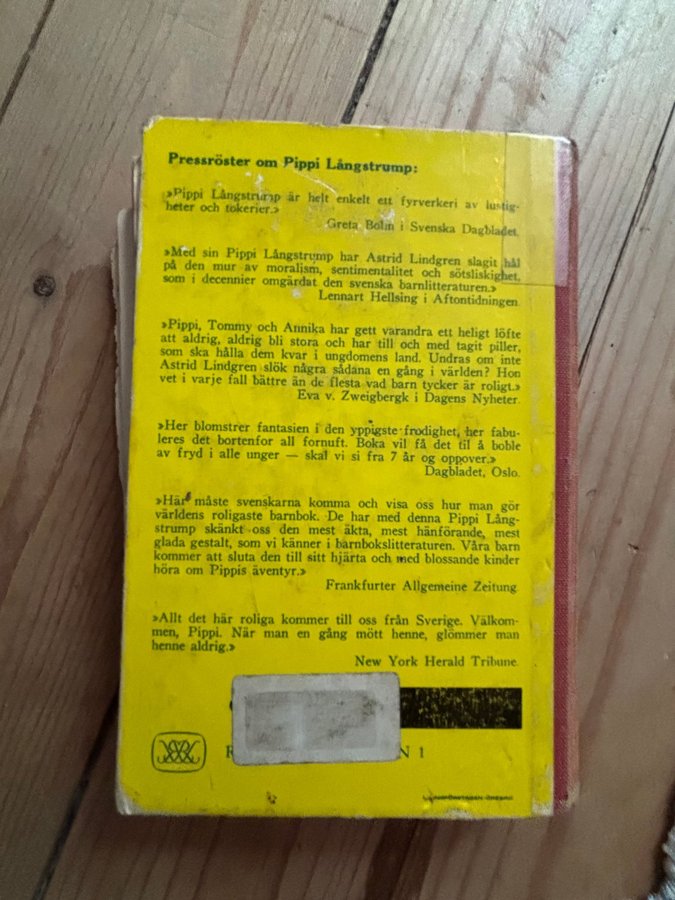 Pressröster om Pippi Långstrump:
»Pippi Långstrump är helt enkelt ett fyrverkeri av lustig-
heter och tokerier.»
Greta Bolin i Svenska Dagbladet.
»Med sin Pippi Långstrump har Astrid Lindgren slagit hål
på den mur av moralism, sentimentalitet och sötsliskighet,
som i decennier omgärdat den svenska barnlitteraturen.»
Lennart Hellsing i Aftontidningen.
»Pippi, Tommy och Annika har gett varandra ett heligt löfte
att aldrig, aldrig bli stora och har till och med tagit piller,
som ska hålla dem kvar i ungdomens land. Undras om inte
Astrid Lindgren slök några sådana en gång i världen? Hon
vet i varje fall bättre än de flesta vad barn tycker är roligt.»
Eva v. Zweigbergk i Dagens Nyheter.
»Her blomstrer fantasien i den yppigste frodighet, her fabu-
leres det bortenfor all fornuft. Boka vil få det til å boble
av fryd i alle unger — skal vi si fra 7 år og oppover.»
Dagbladet, Oslo.
»Här måste svenskarna komma och visa oss hur man gör
världens roligaste barnbok. De har med denna Pippi Lång-
strump skänkt oss den mest äkta, mest hänförande, mest
glada gestalt, som vi känner i barnbokslitteraturen. Våra barn
kommer att sluta den till sitt hjärta och med blossande kinder
höra om Pippis äventyr.»
Frankfurter Allgemeine Zeitung.
»Allt det här roliga kommer till oss från Sverige. Välkom-
men, Pippi. När man en gång mött henne, glömmer man
henne aldrig.»
New York Herald Tribune.
N 1